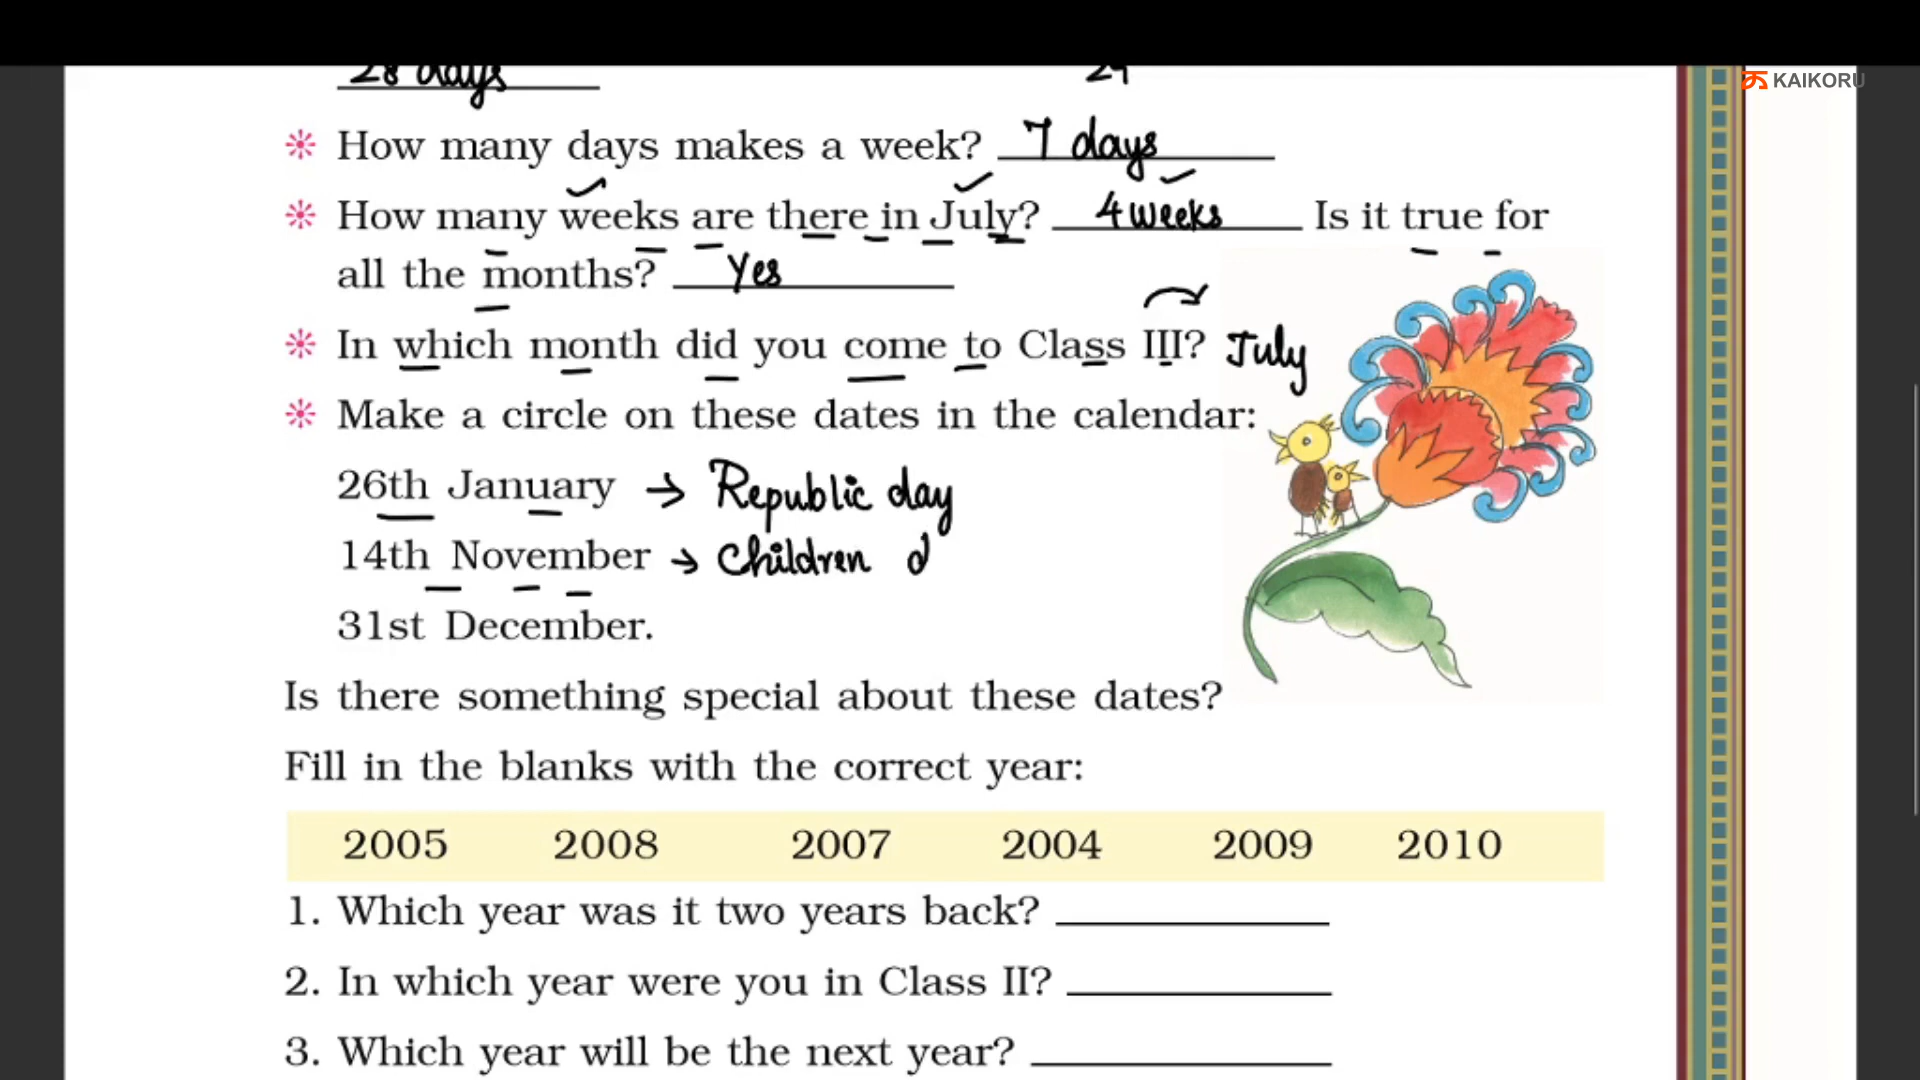 28 days 29
KAIKORU
How many days makes a week? 7 days
How many weeks are there in July? 4 weeks Is it true for
all the months? Yes
In which month did you come to Class III? July
Make a circle on these dates in the calendar:
26th January → Republic day
14th November → Children d
31st December.
Is there something special about these dates?
Fill in the blanks with the correct year:
2005 2008 2007 2004 2009 2010
1. Which year was it two years back?
2. In which year were you in Class II?
3. Which year will be the next year?